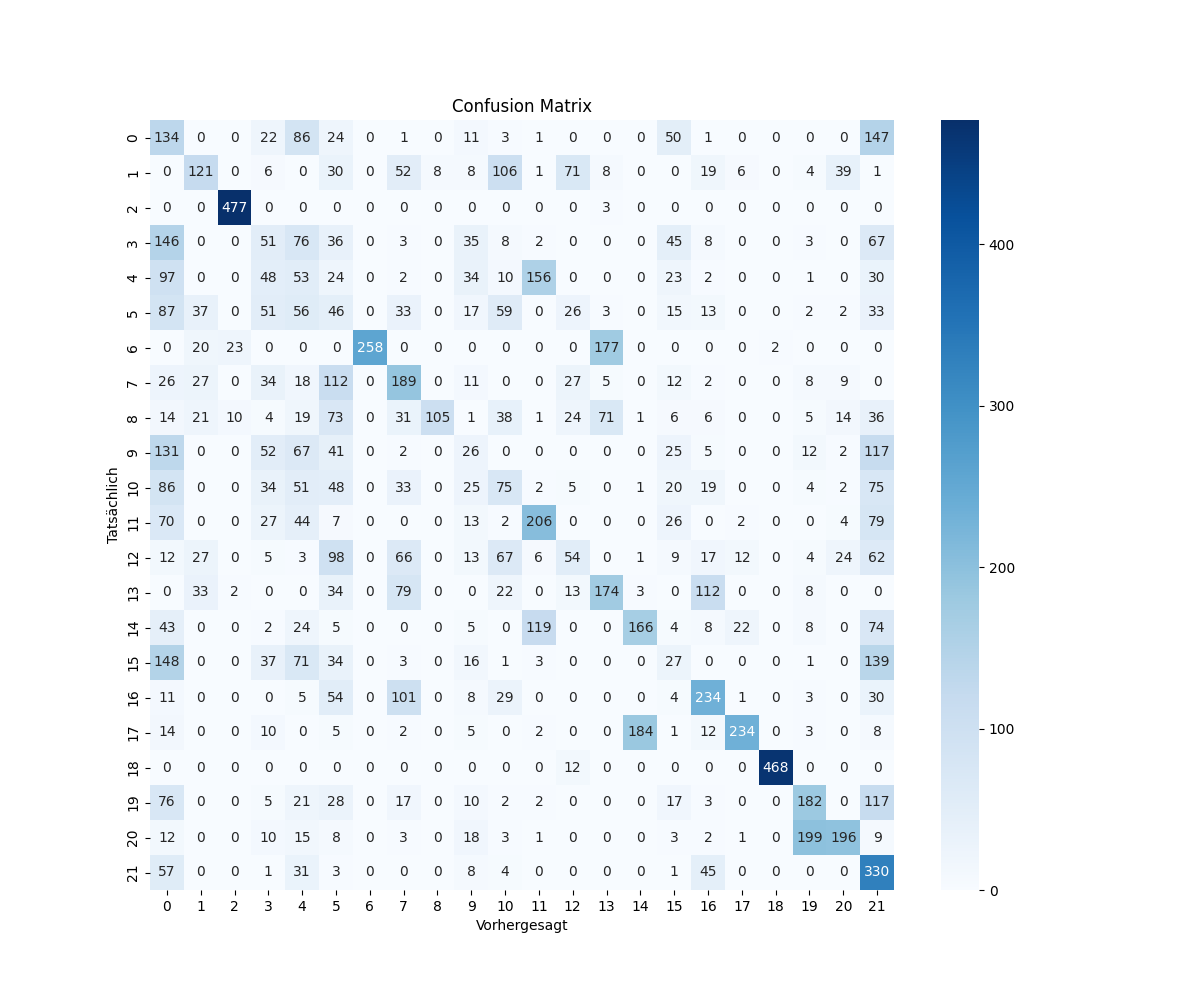 Confusion Matrix
0 134 0 0 22 86 24 0 1 0 11 3 1 0 0 0 50 1 0 0 0 0 147
1 0 121 0 6 0 30 0 52 8 8 106 1 71 8 0 0 19 6 0 4 39 1
2 0 0 477 0 0 0 0 0 0 0 0 0 0 3 0 0 0 0 0 0 0 0
3 146 0 0 51 76 36 0 3 0 35 8 2 0 0 0 45 8 0 0 3 0 67
4 97 0 0 48 53 24 0 2 0 34 10 156 0 0 0 23 2 0 0 1 0 30
5 87 37 0 51 56 46 0 33 0 17 59 0 26 3 0 15 13 0 0 2 2 33
6 0 20 23 0 0 0 258 0 0 0 0 0 0 177 0 0 0 0 2 0 0 0
7 26 27 0 34 18 112 0 189 0 11 0 0 27 5 0 12 2 0 0 8 9 0
8 14 21 10 4 19 73 0 31 105 1 38 1 24 71 1 6 6 0 0 5 14 36
9 131 0 0 52 67 41 0 2 0 26 0 0 0 0 0 25 5 0 0 12 2 117
10 86 0 0 34 51 48 0 33 0 25 75 2 5 0 1 20 19 0 0 4 2 75
11 70 0 0 27 44 7 0 0 0 13 2 206 0 0 0 26 0 2 0 0 4 79
12 12 27 0 5 3 98 0 66 0 13 67 6 54 0 1 9 17 12 0 4 24 62
13 0 33 2 0 0 34 0 79 0 0 22 0 13 174 3 0 112 0 0 8 0 0
14 43 0 0 2 24 5 0 0 0 5 0 119 0 0 166 4 8 22 0 8 0 74
15 148 0 0 37 71 34 0 3 0 16 1 3 0 0 0 27 0 0 0 1 0 139
16 11 0 0 0 5 54 0 101 0 8 29 0 0 0 0 4 234 1 0 3 0 30
17 14 0 0 10 0 5 0 2 0 5 0 2 0 0 184 1 12 234 0 3 0 8
18 0 0 0 0 0 0 0 0 0 0 0 0 12 0 0 0 0 0 468 0 0 0
19 76 0 0 5 21 28 0 17 0 10 2 2 0 0 0 17 3 0 0 182 0 117
20 12 0 0 10 15 8 0 3 0 18 3 1 0 0 0 3 2 1 0 199 196 9
21 57 0 0 1 31 3 0 0 0 8 4 0 0 0 0 1 45 0 0 0 0 330
0 1 2 3 4 5 6 7 8 9 10 11 12 13 14 15 16 17 18 19 20 21
Vorhergesagt
Tatsächlich
400
300
200
100
0